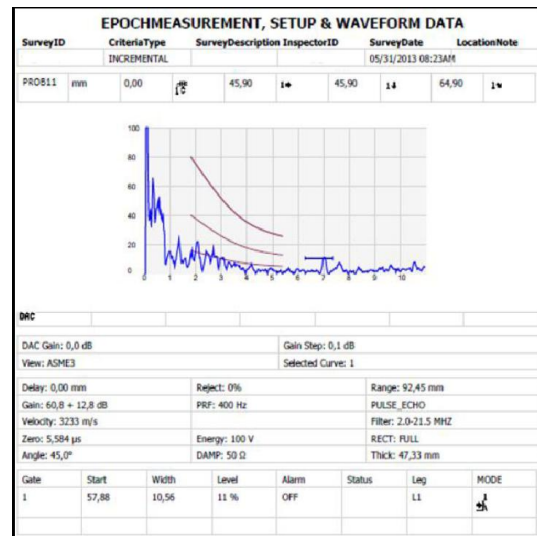 EPOCHMEASUREMENT, SETUP & WAVEFORM DATA
SurveyID CriteriaType SurveyDescription InspectorID SurveyDate LocationNote
INCREMENTAL 05/31/2013 08:23AM
PROB11 mm 0,00 45,90 45,90 64,90
100
80
60
40
20
0
0 1 2 3 4 5 6 7 8 9 10
DAC
DAC Gain: 0,0 dB Gain Step: 0,1 dB
View: ASME3 Selected Curve: 1
Delay: 0,00 mm Reject: 0% Range: 92,45 mm
Gain: 60,8 + 12,8 dB PRF: 400 Hz PULSE_ECHO
Velocity: 3233 m/s Filter: 2.0-21.5 MHZ
Zero: 5,584 µs Energy: 100 V RECT: FULL
Angle: 45,0° DAMP: 50 Ω Thick: 47,33 mm
Gate Start Width Level Alarm Status Leg MODE
1 57,88 10,56 11 % OFF L1